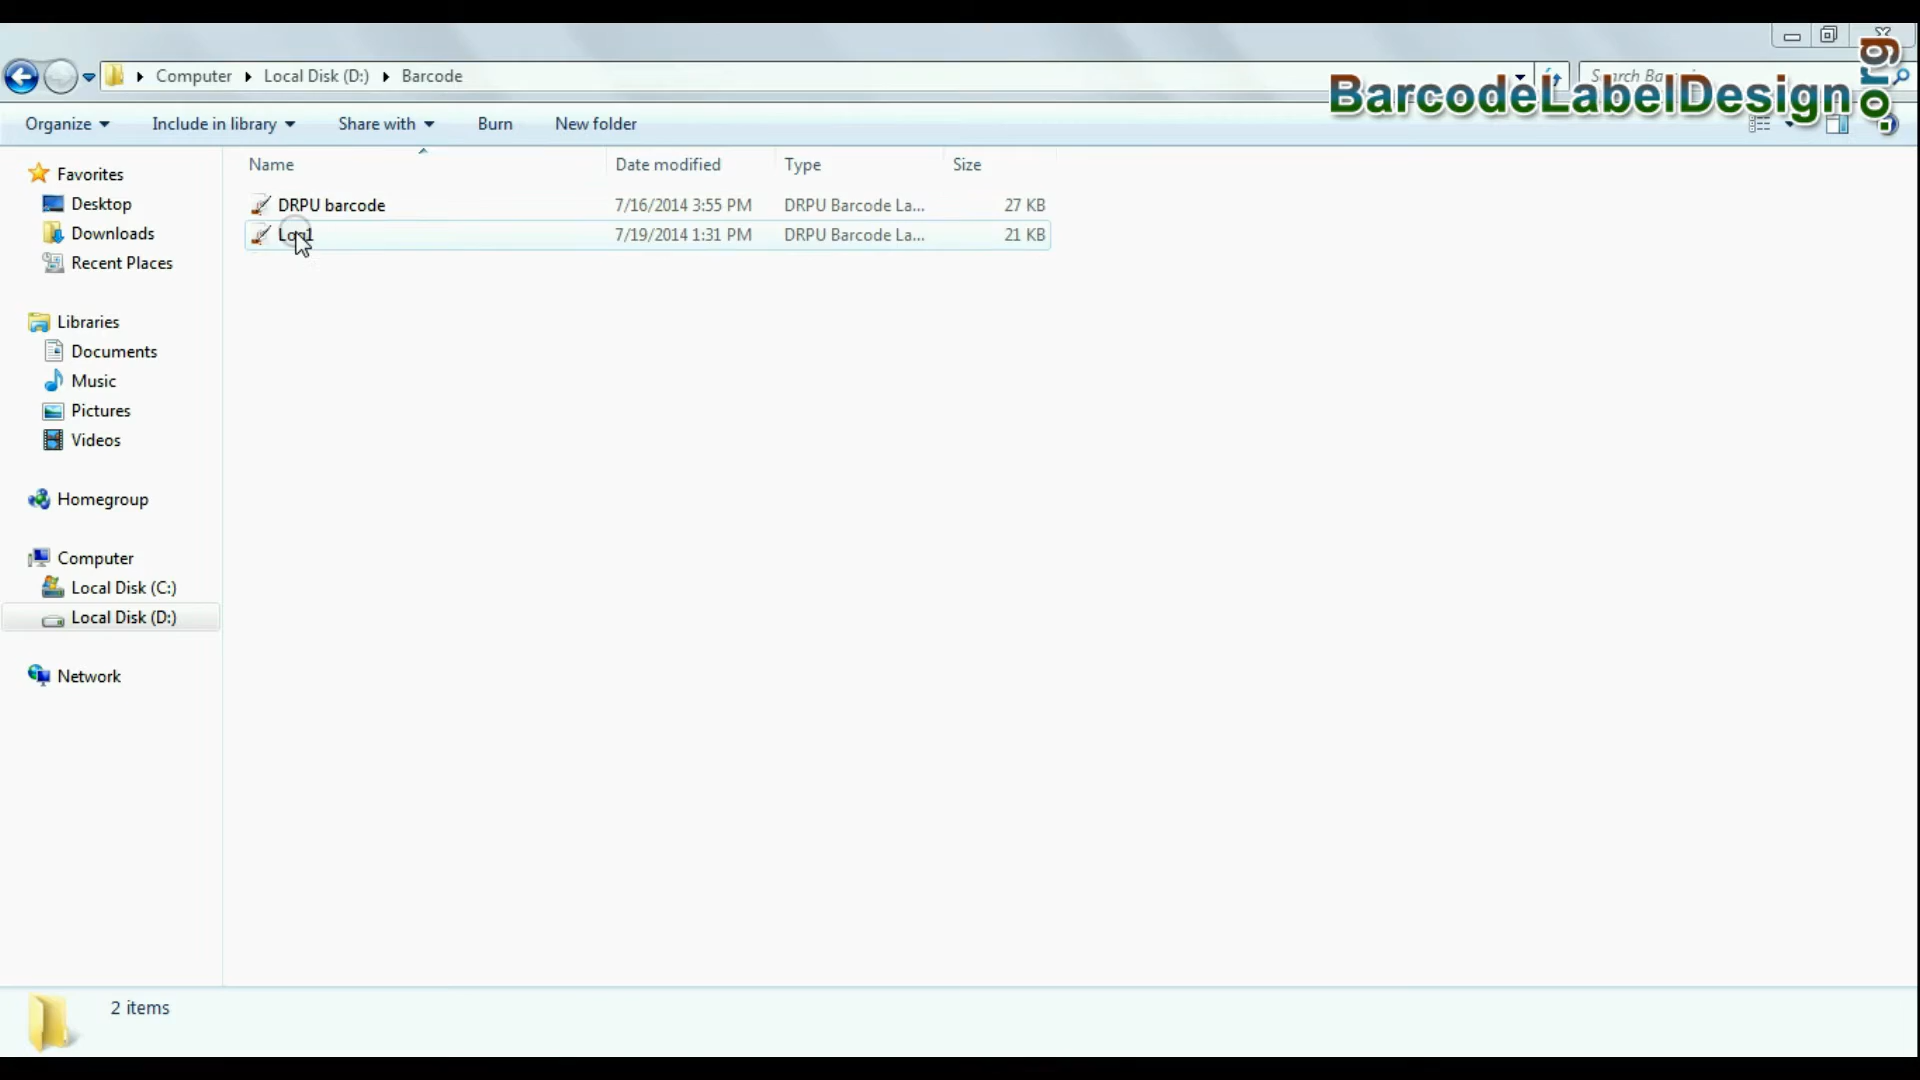 Computer Local Disk (D:) Barcode
BarcodeLabelDesign.org
Organize Include in library Share with Burn New folder
Name Date modified Type Size
DRPU barcode 7/16/2014 3:55 PM DRPU Barcode La... 27 KB
Log1 7/19/2014 1:31 PM DRPU Barcode La... 21 KB
Favorites
Desktop
Downloads
Recent Places
Libraries
Documents
Music
Pictures
Videos
Homegroup
Computer
Local Disk (C:)
Local Disk (D:)
Network
2 items